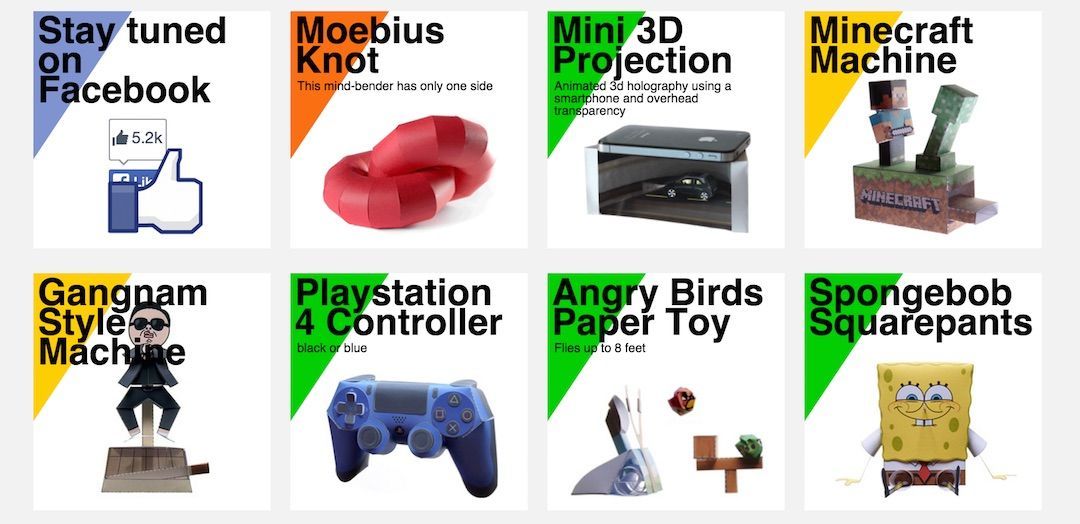 Stay tuned
on
Facebook
5.2k
Moebius
Knot
This mind-bender has only one side
Mini 3D
Projection
Animated 3d holography using a
smartphone and overhead
transparency
Minecraft
Machine
MINECRAFT
Gangnam
Style
Machine
Playstation
4 Controller
black or blue
Angry Birds
Paper Toy
Flies up to 8 feet
Spongebob
Squarepants